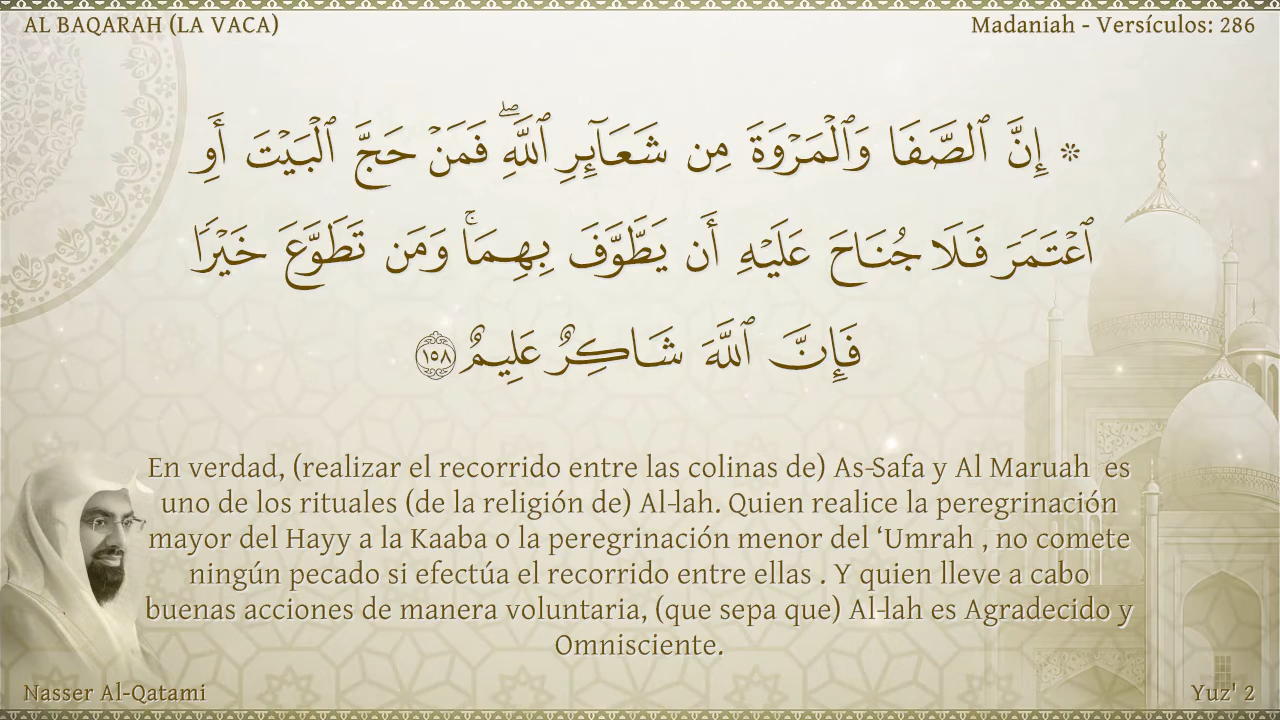 AL BAQARAH (LA VACA)
Madaniah - Versículos: 286
۞ إِنَّ ٱلصَّفَا وَٱلْمَرْوَةَ مِن شَعَآئِرِ ٱللَّهِۖ فَمَنْ حَجَّ ٱلْبَيْتَ أَوِ
ٱعْتَمَرَ فَلَا جُنَاحَ عَلَيْهِ أَن يَطَّوَّفَ بِهِمَاۚ وَمَن تَطَوَّعَ خَيْرًا
فَإِنَّ ٱللَّهَ شَاكِرٌ عَلِيمٌ ١٥٨
En verdad, (realizar el recorrido entre las colinas de) As-Safa y Al Maruah es
uno de los rituales (de la religión de) Al-lah. Quien realice la peregrinación
mayor del Hayy a la Kaaba o la peregrinación menor del ‘Umrah , no comete
ningún pecado si efectúa el recorrido entre ellas . Y quien lleve a cabo
buenas acciones de manera voluntaria, (que sepa que) Al-lah es Agradecido y
Omnisciente.
Nasser Al-Qatami
Yuz' 2